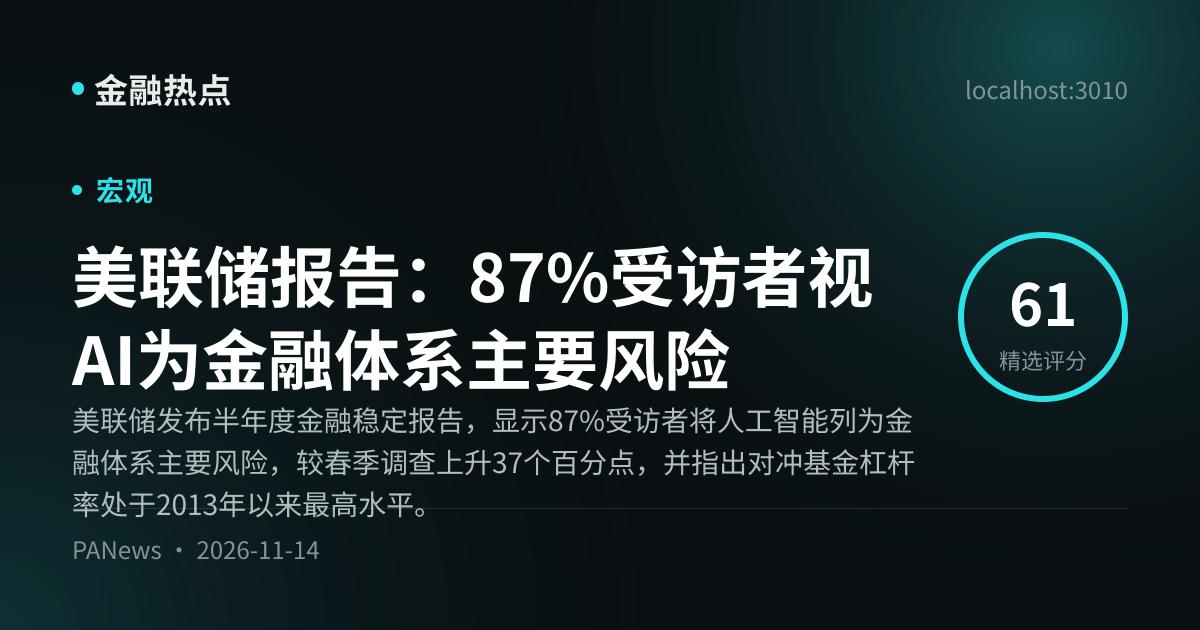 金融热点
localhost:3010
宏观
美联储报告：87%受访者视
AI为金融体系主要风险
61
精选评分
美联储发布半年度金融稳定报告，显示87%受访者将人工智能列为金
融体系主要风险，较春季调查上升37个百分点，并指出对冲基金杠杆
率处于2013年以来最高水平。
PANews • 2026-11-14